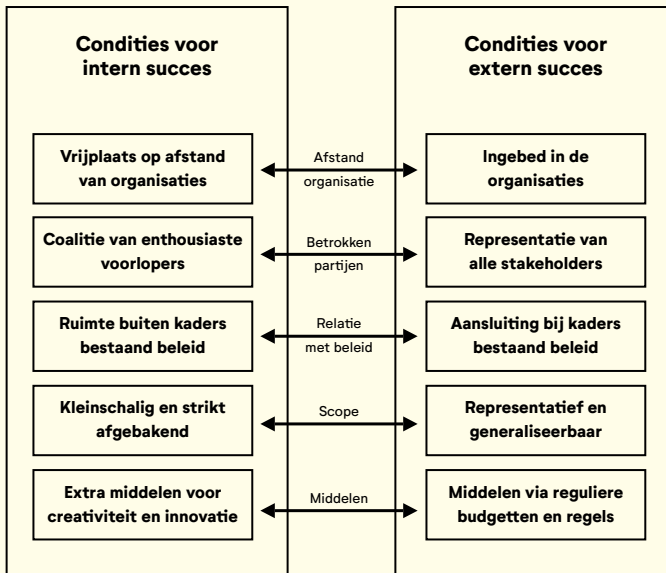 Condities voor
intern succes
Condities voor
extern succes
Vrijplaats op afstand
van organisaties
Afstand
organisatie
Ingebed in de
organisaties
Coalitie van enthousiaste
voorlopers
Betrokken
partijen
Representatie van
alle stakeholders
Ruimte buiten kaders
bestaand beleid
Relatie
met beleid
Aansluiting bij kaders
bestaand beleid
Kleinschalig en strikt
afgebakend
Scope
Representatief en
generaliseerbaar
Extra middelen voor
creativiteit en innovatie
Middelen
Middelen via reguliere
budgetten en regels